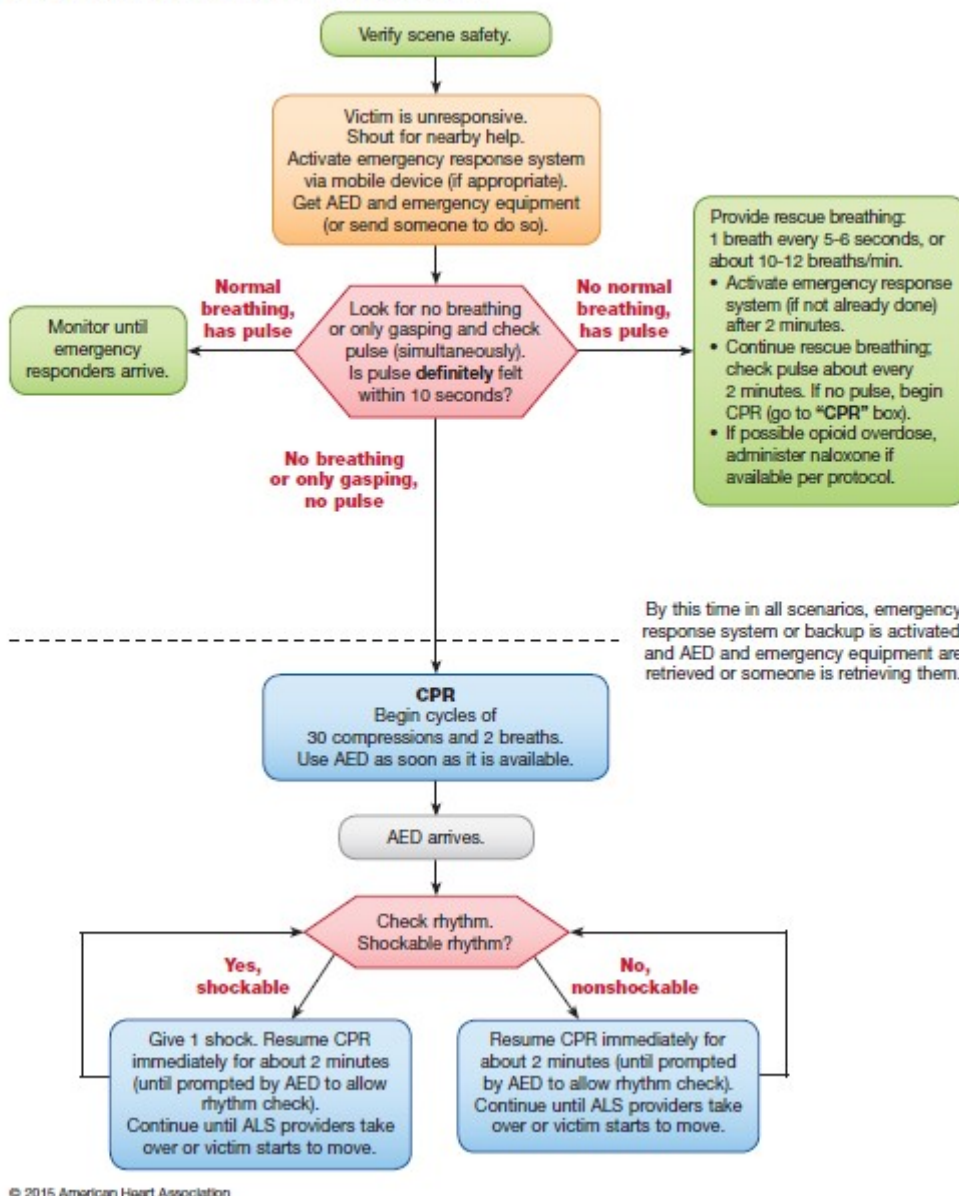 Verify scene safety.
Victim is unresponsive.
Shout for nearby help.
Activate emergency response system
via mobile device (if appropriate).
Get AED and emergency equipment
(or send someone to do so).
Normal
breathing,
has pulse
Monitor until
emergency
responders arrive.
Look for no breathing
or only gasping and check
pulse (simultaneously).
Is pulse definitely felt
within 10 seconds?
No normal
breathing,
has pulse
Provide rescue breathing:
1 breath every 5-6 seconds, or
about 10-12 breaths/min.
• Activate emergency response
system (if not already done)
after 2 minutes.
• Continue rescue breathing;
check pulse about every
2 minutes. If no pulse, begin
CPR (go to “CPR” box).
• If possible opioid overdose,
administer naloxone if
available per protocol.
No breathing
or only gasping,
no pulse
By this time in all scenarios, emergency
response system or backup is activated,
and AED and emergency equipment are
retrieved or someone is retrieving them.
CPR
Begin cycles of
30 compressions and 2 breaths.
Use AED as soon as it is available.
AED arrives.
Check rhythm.
Shockable rhythm?
Yes,
shockable
No,
nonshockable
Give 1 shock. Resume CPR
immediately for about 2 minutes
(until prompted by AED to allow
rhythm check).
Continue until ALS providers take
over or victim starts to move.
Resume CPR immediately for
about 2 minutes (until prompted
by AED to allow rhythm check).
Continue until ALS providers take
over or victim starts to move.
© 2015 American Heart Association